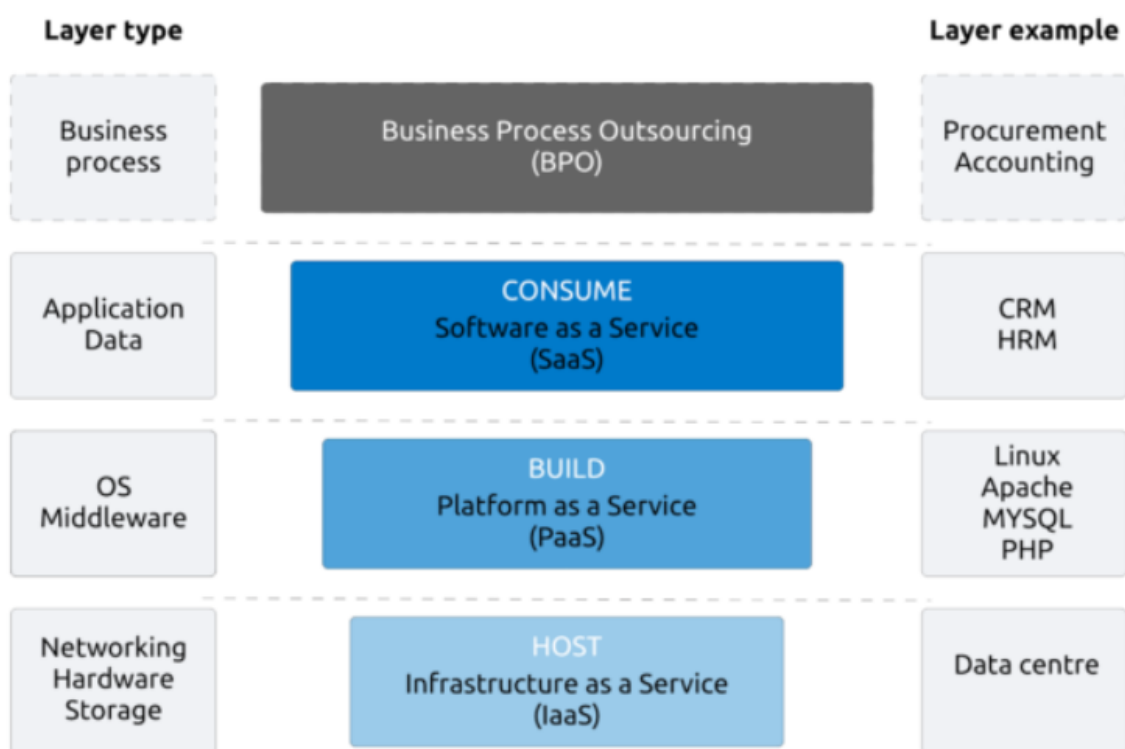 Layer type
Layer example
Business
process
Business Process Outsourcing
(BPO)
Procurement
Accounting
Application
Data
CONSUME
Software as a Service
(SaaS)
CRM
HRM
OS
Middleware
BUILD
Platform as a Service
(PaaS)
Linux
Apache
MYSQL
PHP
Networking
Hardware
Storage
HOST
Infrastructure as a Service
(IaaS)
Data centre